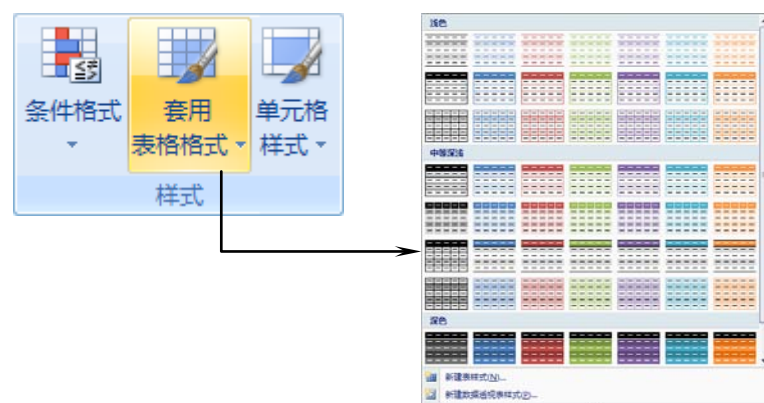 条件格式
套用
表格格式
单元格
样式
样式
浅色
中等深浅
深色
新建表样式(N)...
新建数据透视表样式(P)...